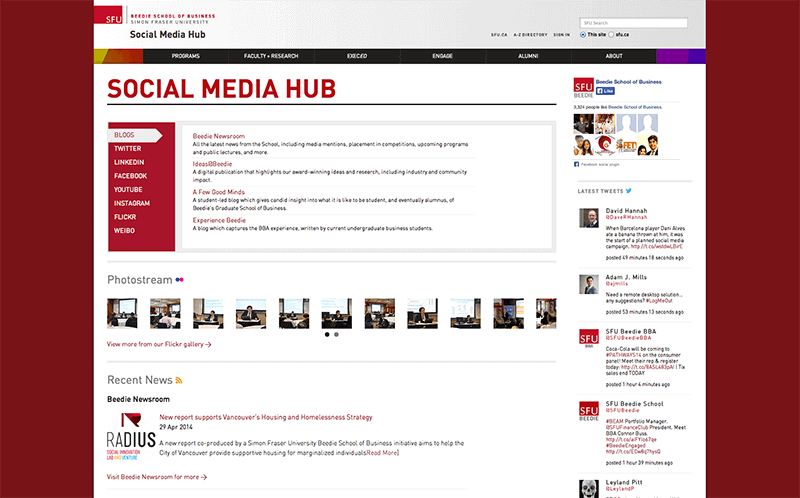 SFU
BEEDIE SCHOOL OF BUSINESS
SIMON FRASER UNIVERSITY
Social Media Hub
SFU Search
SFU.CA A-Z DIRECTORY SIGN IN This site sfu.ca
PROGRAMS FACULTY + RESEARCH EXECED ENGAGE ALUMNI ABOUT
SOCIAL MEDIA HUB
BLOGS
TWITTER
LINKEDIN
FACEBOOK
YOUTUBE
INSTAGRAM
FLICKR
WEIBO
Beedie Newsroom
All the latest news from the School, including media mentions, placement in competitions, upcoming programs
and public lectures, and more.
Ideas@Beedie
A digital publication that highlights our award-winning ideas and research, including industry and community
impact.
A Few Good Minds
A student-led blog which gives candid insight into what it is like to be student, and eventually alumnus, of
Beedie's Graduate School of Business.
Experience Beedie
A blog which captures the BBA experience, written by current undergraduate business students.
Photostream
View more from our Flickr gallery
Recent News
Beedie Newsroom
RADIUS
SOCIAL INNOVATION
LAB AND VENTURE
New report supports Vancouver's Housing and Homelessness Strategy
29 Apr 2014
A new report co-produced by a Simon Fraser University Beedie School of Business initiative aims to help the
City of Vancouver provide supportive housing for marginalized individuals[Read More]
Visit Beedie Newsroom for more
SFU
BEEDIE
Beedie School of Business
Like
3,324 people like Beedie School of Business.
Facebook social plugin
LATEST TWEETS
David Hannah
@DaveRHannah
When Barcelona player Dani Alves
ate a banana thrown at him, it was
the start of a planned social media
campaign.
posted 49 minutes 18 seconds ago
Adam J. Mills
@ajmills
Need a remote desktop solution...
any suggestions? #LogMeOut
posted 53 minutes 13 seconds ago
SFU
BBA
SFU Beedie BBA
@SFUBeedieBBA
Coca-Cola will be coming to
#PATHWAYS14 on the consumer
panel! Meet their rep & register
today: | Tix
sales end TODAY
posted 1 hour 4 minutes ago
SFU
BEEDIE
SFU Beedie School
@SFUBeedie
#BEAM Portfolio Manager,
@SFUFinanceClub President, Meet
BBA Connor Buss.
#BeedieEngaged
posted 1 hour 39 minutes ago
Leyland Pitt
@LeylandP